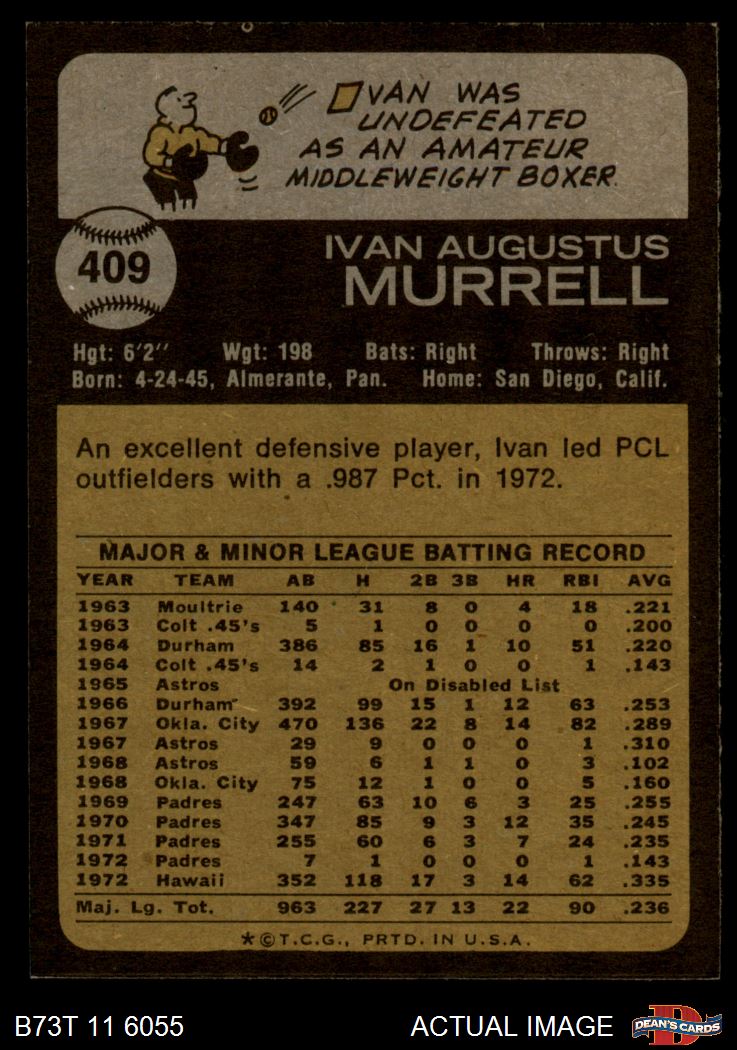 IVAN WAS
UNDEFEATED
AS AN AMATEUR
MIDDLEWEIGHT BOXER.
409
IVAN AUGUSTUS
MURRELL
Hgt: 6'2" Wgt: 198 Bats: Right Throws: Right
Born: 4-24-45, Almerante, Pan. Home: San Diego, Calif.
An excellent defensive player, Ivan led PCL
outfielders with a .987 Pct. in 1972.
MAJOR & MINOR LEAGUE BATTING RECORD
YEAR TEAM AB H 2B 3B HR RBI AVG
1963 Moultrie 140 31 8 0 4 18 .221
1963 Colt .45's 5 1 0 0 0 0 .200
1964 Durham 386 85 16 1 10 51 .220
1964 Colt .45's 14 2 1 0 0 1 .143
1965 Astros On Disabled List
1966 Durham 392 99 15 1 12 63 .253
1967 Okla. City 470 136 22 8 14 82 .289
1967 Astros 29 9 0 0 0 1 .310
1968 Astros 59 6 1 1 0 3 .102
1968 Okla. City 75 12 1 0 0 5 .160
1969 Padres 247 63 10 6 3 25 .255
1970 Padres 347 85 9 3 12 35 .245
1971 Padres 255 60 6 3 7 24 .235
1972 Padres 7 1 0 0 0 1 .143
1972 Hawaii 352 118 17 3 14 62 .335
Maj. Lg. Tot. 963 227 27 13 22 90 .236
*©T.C.G., PRTD. IN U.S.A.
B73T 11 6055 ACTUAL IMAGE
DEAN'S CARDS